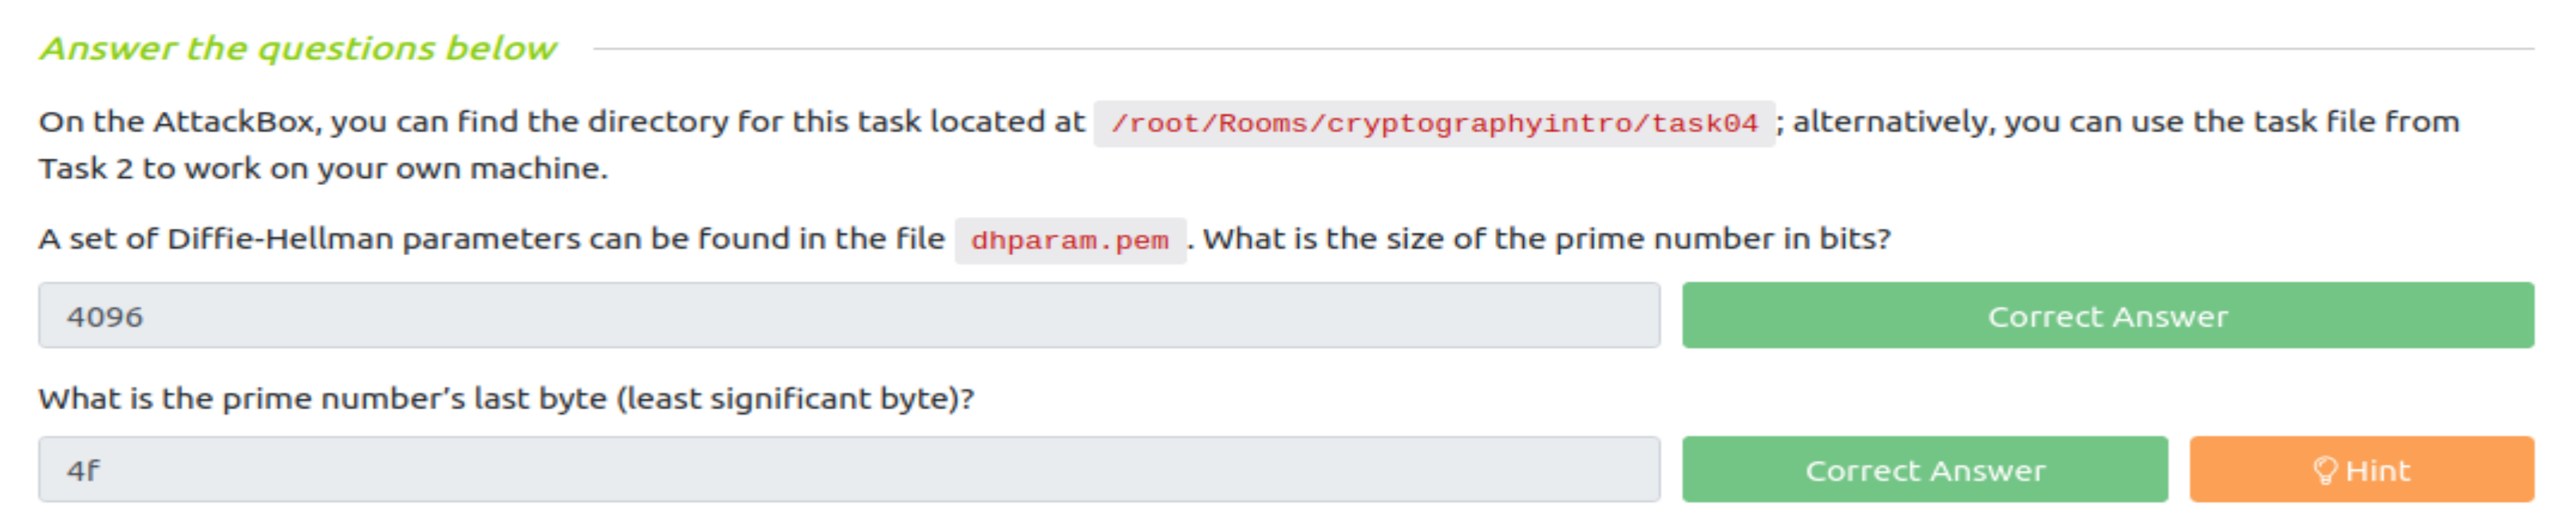 Answer the questions below
On the AttackBox, you can find the directory for this task located at /root/Rooms/cryptographyintro/task04 ; alternatively, you can use the task file from
Task 2 to work on your own machine.
A set of Diffie-Hellman parameters can be found in the file dhparam.pem . What is the size of the prime number in bits?
4096 Correct Answer
What is the prime number’s last byte (least significant byte)?
4f Correct Answer Hint